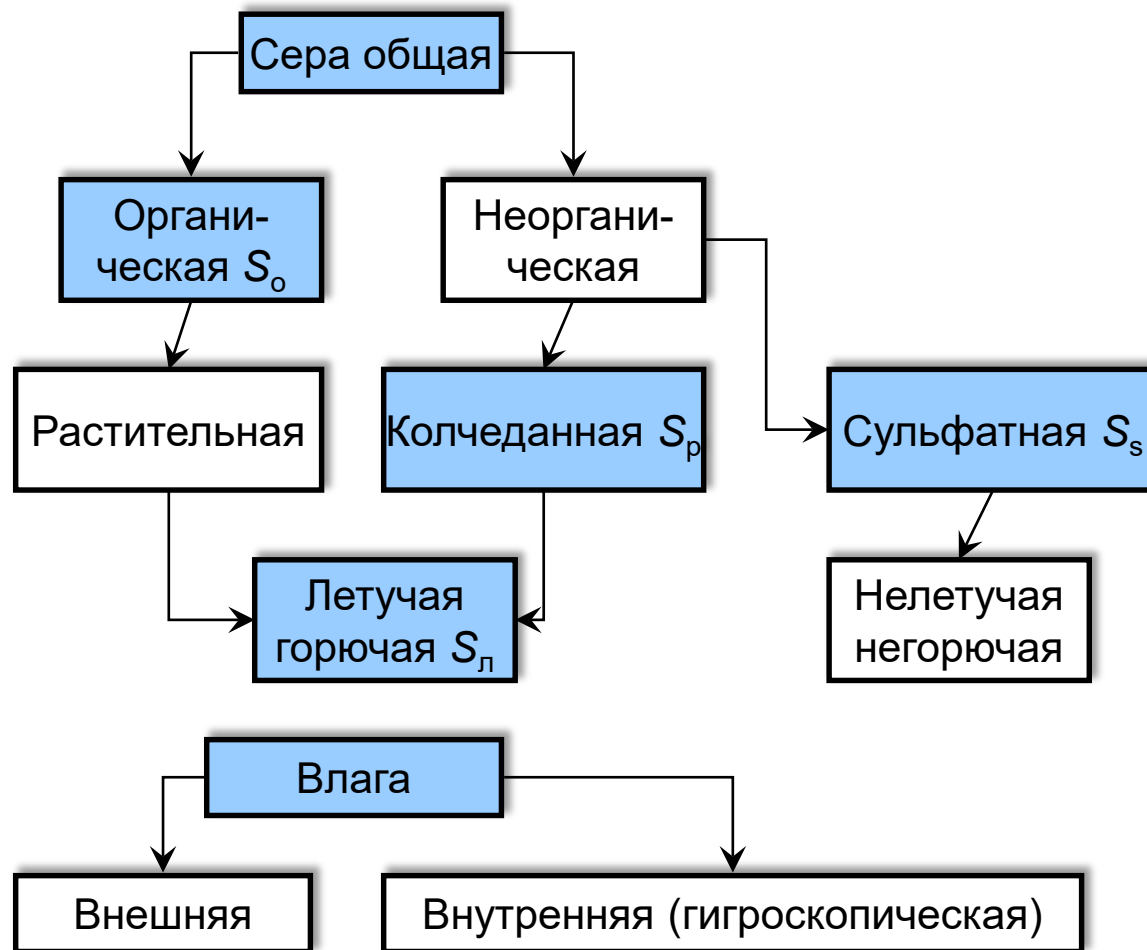 Сера общая
Органи-
ческая Sо
Неоргани-
ческая
Растительная
Колчеданная Sp
Сульфатная Ss
Летучая
горючая Sл
Нелетучая
негорючая
Влага
Внешняя
Внутренняя (гигроскопическая)